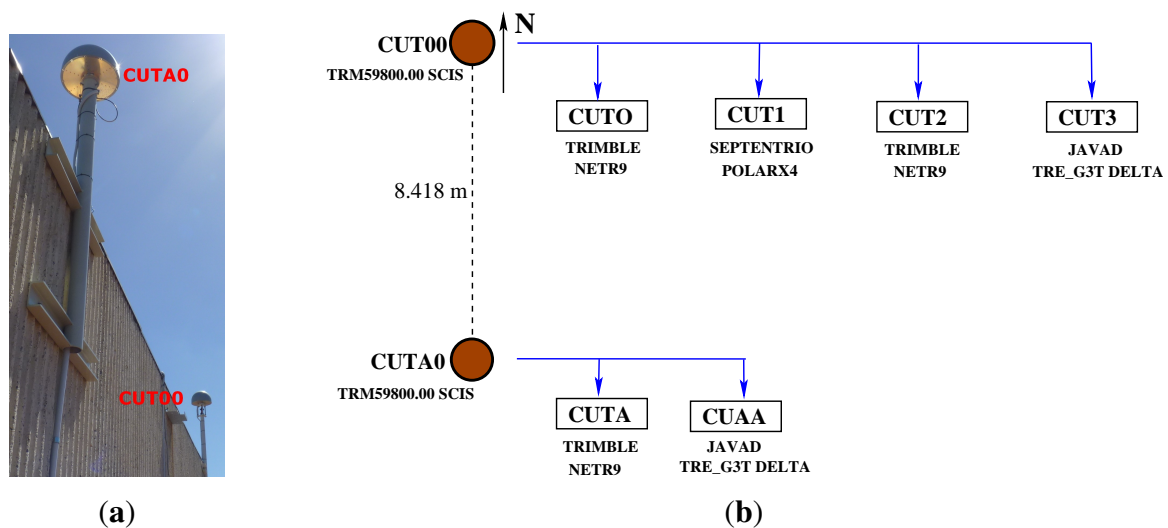 CUTA0
CUT00
(a)
CUT00
N
TRM59800.00 SCIS
CUTO
CUT1
CUT2
CUT3
TRIMBLE
NETR9
SEPTENTRIO
POLARX4
TRIMBLE
NETR9
JAVAD
TRE_G3T DELTA
8.418 m
CUTA0
TRM59800.00 SCIS
CUTA
CUAA
TRIMBLE
NETR9
JAVAD
TRE_G3T DELTA
(b)